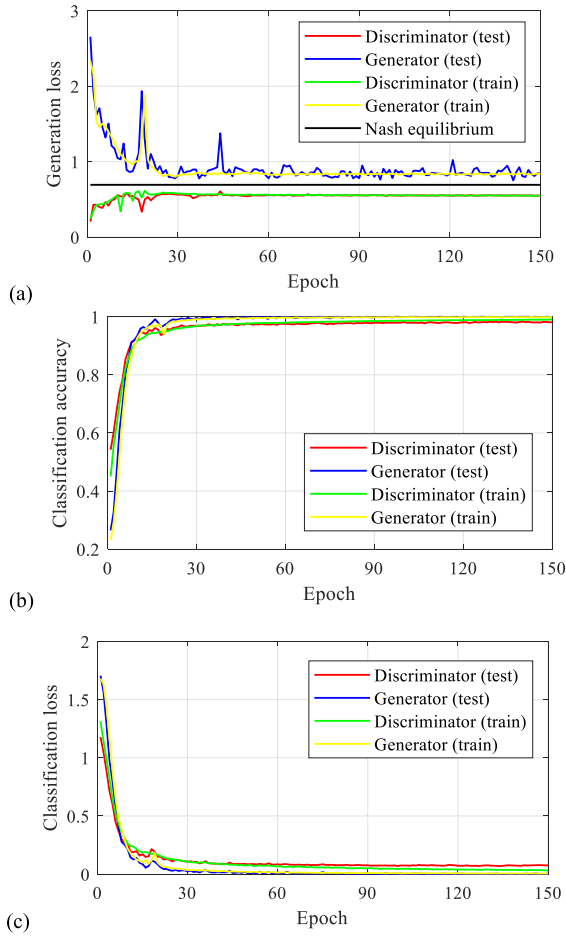 3
Discriminator (test)
Generator (test)
Discriminator (train)
Generator (train)
Nash equilibrium
2
1
0
Generation loss
0 30 60 90 120 150
Epoch
(a)
1
0.8
0.6
0.4
0.2
Classification accuracy
Discriminator (test)
Generator (test)
Discriminator (train)
Generator (train)
0 30 60 90 120 150
Epoch
(b)
2
1.5
1
0.5
0
Classification loss
Discriminator (test)
Generator (test)
Discriminator (train)
Generator (train)
0 30 60 90 120 150
Epoch
(c)